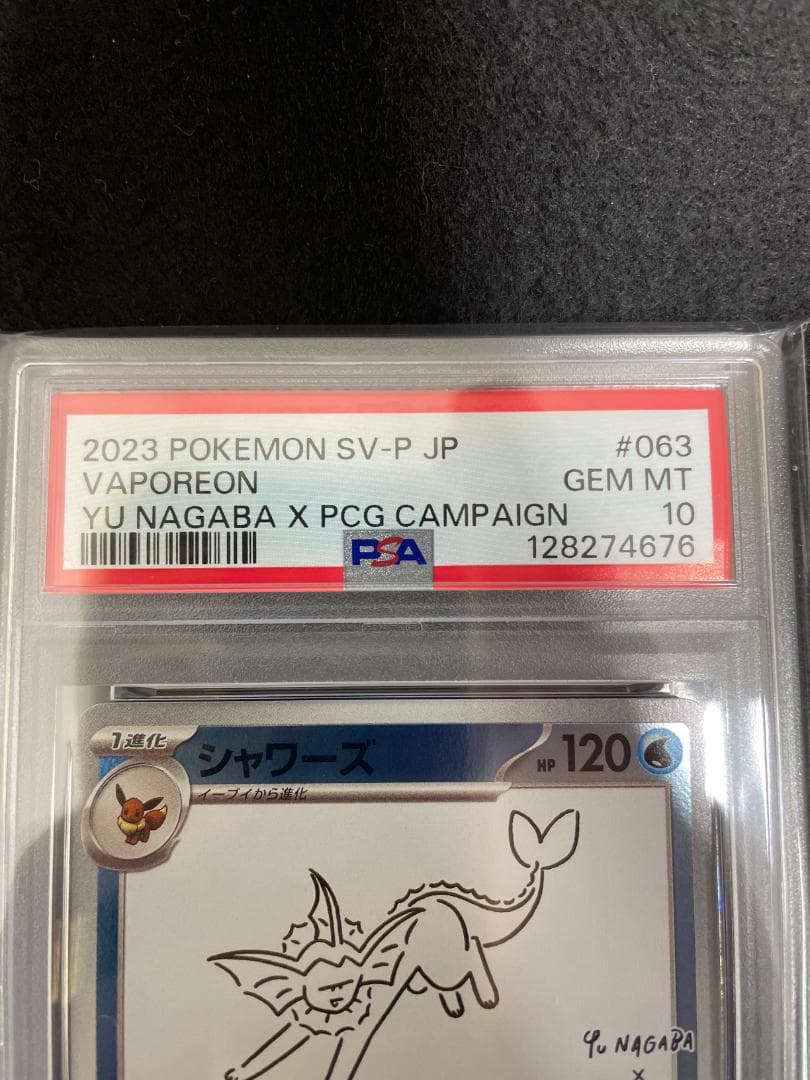 2023 POKEMON SV-P JP #063
VAPOREON GEM MT
YU NAGABA X PCG CAMPAIGN 10
PSA 128274676
1進化 シャワーズ HP 120
イーブイから進化
Yu NAGABA
X